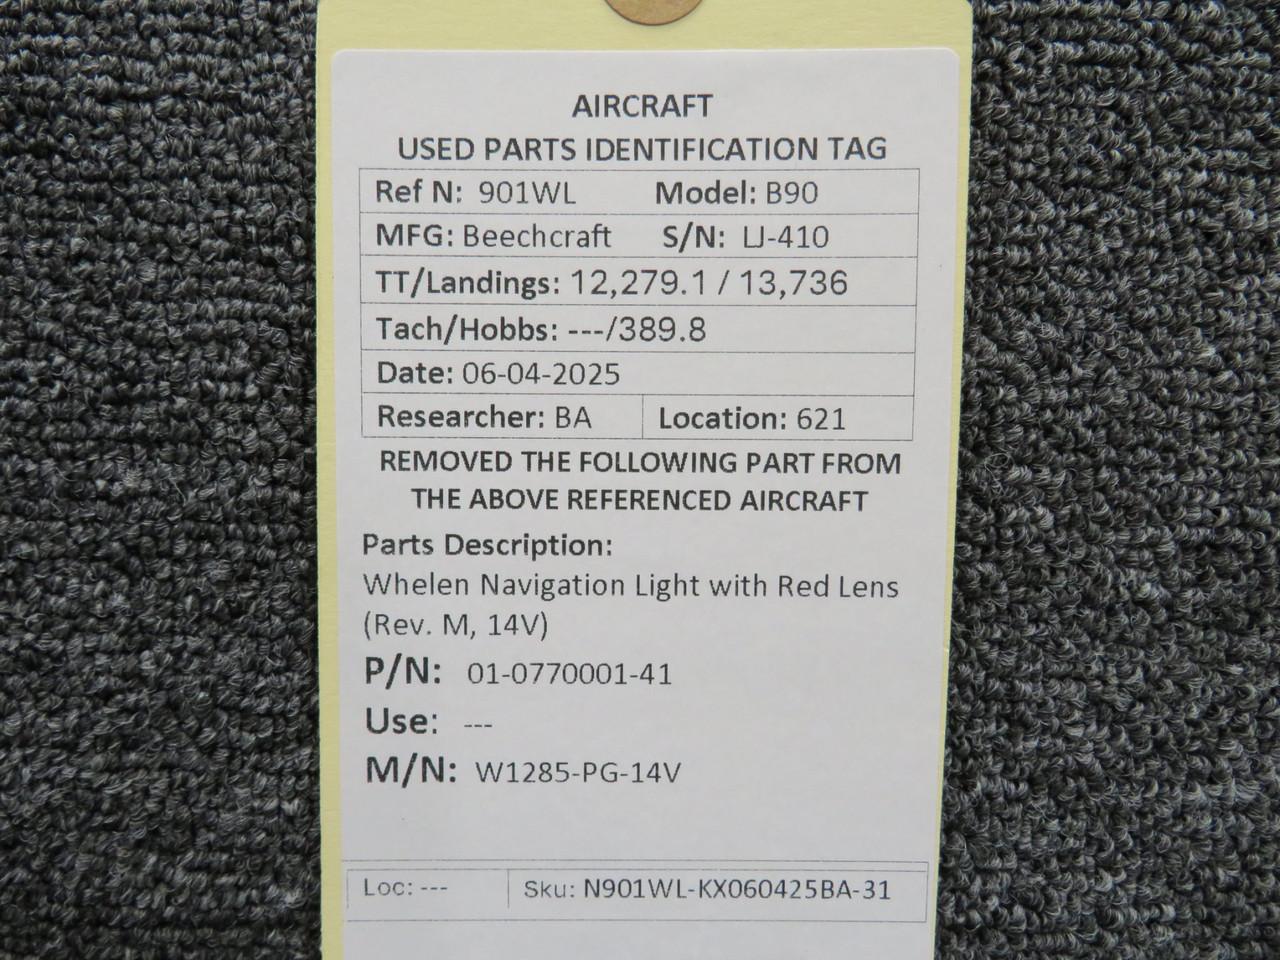 AIRCRAFT
USED PARTS IDENTIFICATION TAG
Ref N: 901WL Model: B90
MFG: Beechcraft S/N: LJ-410
TT/Landings: 12,279.1 / 13,736
Tach/Hobbs: ---/389.8
Date: 06-04-2025
Researcher: BA Location: 621
REMOVED THE FOLLOWING PART FROM
THE ABOVE REFERENCED AIRCRAFT
Parts Description:
Whelen Navigation Light with Red Lens
(Rev. M, 14V)
P/N: 01-0770001-41
Use: ---
M/N: W1285-PG-14V
Loc: --- Sku: N901WL-KX060425BA-31